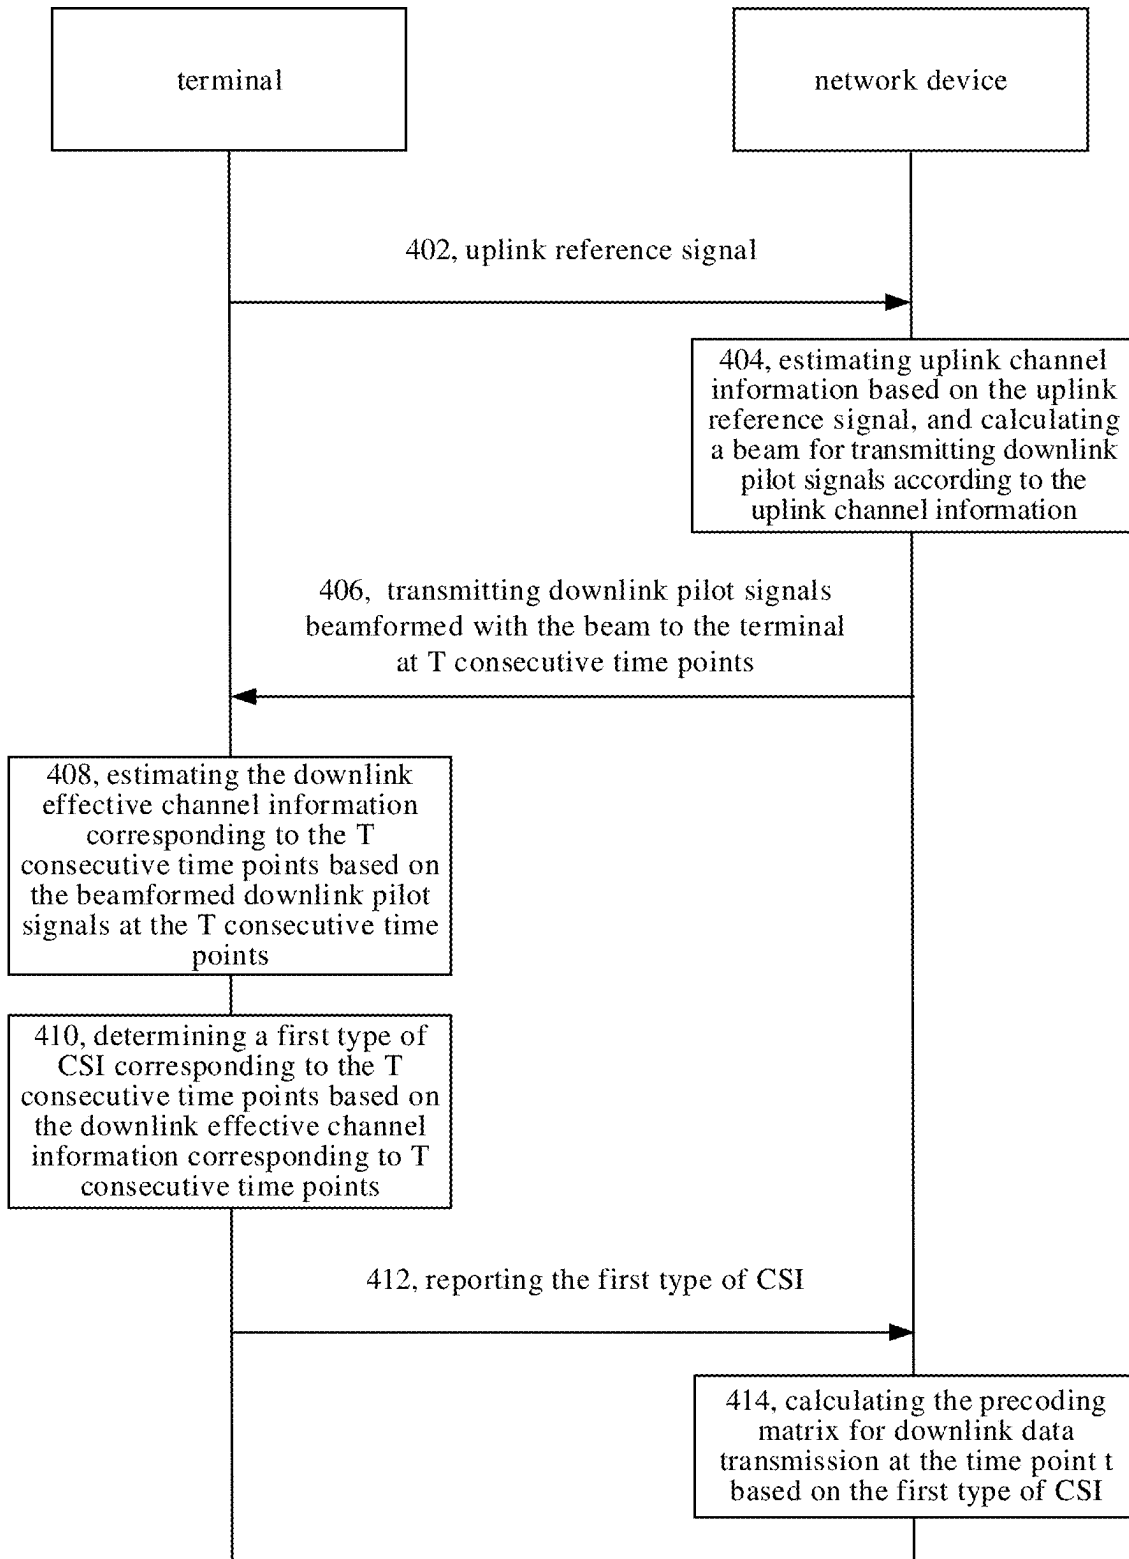 terminal
network device
402, uplink reference signal
404, estimating uplink channel
information based on the uplink
reference signal, and calculating
a beam for transmitting downlink
pilot signals according to the
uplink channel information
406, transmitting downlink pilot signals
beamformed with the beam to the terminal
at T consecutive time points
408, estimating the downlink
effective channel information
corresponding to the T
consecutive time points based on
the beamformed downlink pilot
signals at the T consecutive time
points
410, determining a first type of
CSI corresponding to the T
consecutive time points based on
the downlink effective channel
information corresponding to T
consecutive time points
412, reporting the first type of CSI
414, calculating the precoding
matrix for downlink data
transmission at the time point t
based on the first type of CSI